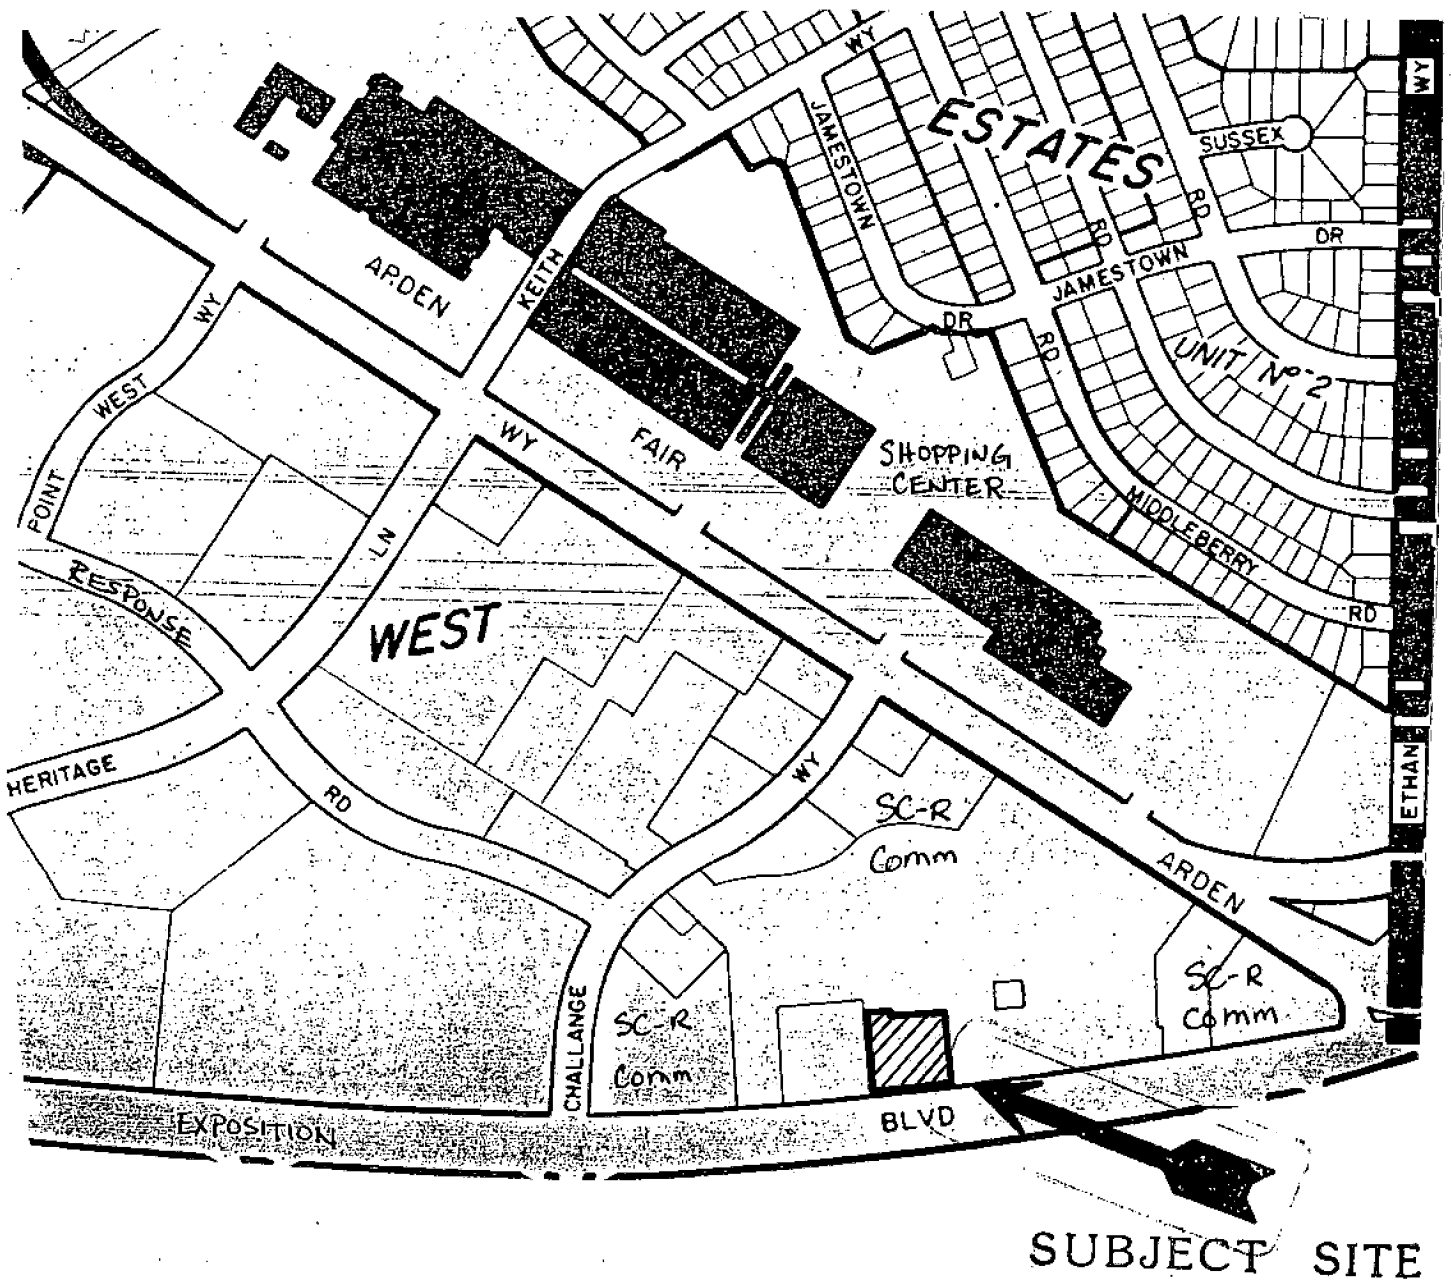 WY
WY
ESTATES
JAMESTOWN
SUSSEX
RD
RD
DR
JAMESTOWN
KEITH
ARDEN
WY
DR
RD
UNIT Nº 2
WEST
WY
FAIR
SHOPPING
CENTER
POINT
LN
MIDDLEBERRY
RD
RESPONSE
WEST
HERITAGE
RD
WY
ETHAN
SC-R
Comm
ARDEN
SC-R
Comm
SC-R
Comm
CHALLANGE
EXPOSITION
BLVD
SUBJECT SITE